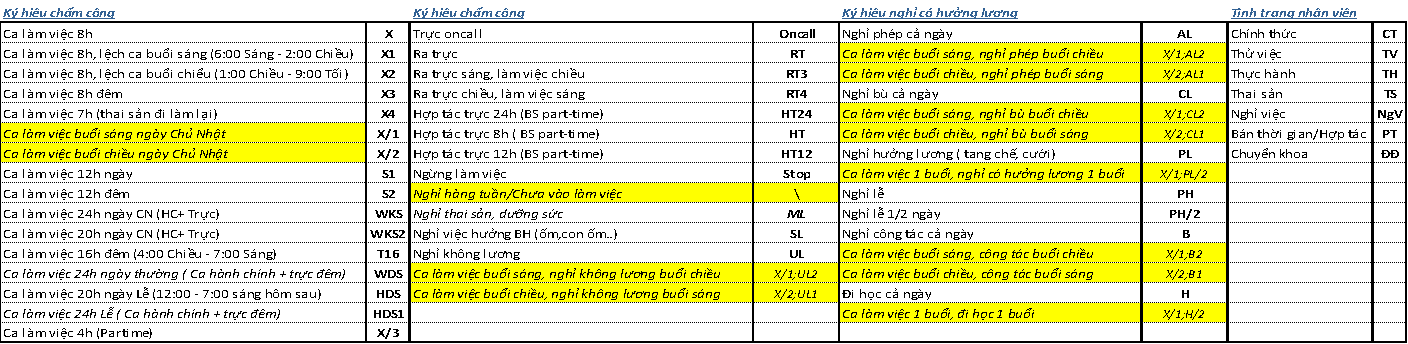 Ký hiệu chấm công Ký hiệu chấm công Ký hiệu nghỉ có hưởng lương Tình trạng nhân viên
Ca làm việc 8h X Trực oncall Oncall Nghỉ phép cả ngày AL Chính thức CT
Ca làm việc 8h, lệch ca buổi sáng (6:00 Sáng - 2:00 Chiều) X1 Ra trực RT Ca làm việc buổi sáng, nghỉ phép buổi chiều X/1;AL2 Thử việc TV
Ca làm việc 8h, lệch ca buổi chiều (1:00 Chiều - 9:00 Tối) X2 Ra trực sáng, làm việc chiều RT3 Ca làm việc buổi chiều, nghỉ phép buổi sáng X/2;AL1 Thực hành TH
Ca làm việc 8h đêm X3 Ra trực chiều, làm việc sáng RT4 Nghỉ bù cả ngày CL Thai sản TS
Ca làm việc 7h (thai sản đi làm lại) X4 Hợp tác trực 24h (BS part-time) HT24 Ca làm việc buổi sáng, nghỉ bù buổi chiều X/1;CL2 Nghỉ việc NgV
Ca làm việc buổi sáng ngày Chủ Nhật X/1 Hợp tác trực 8h ( BS part-time) HT Ca làm việc buổi chiều, nghỉ bù buổi sáng X/2;CL1 Bán thời gian/Hợp tác PT
Ca làm việc buổi chiều ngày Chủ Nhật X/2 Hợp tác trực 12h (BS part-time) HT12 Nghỉ hưởng lương ( tang chế, cưới) PL Chuyển khoa ĐD
Ca làm việc 12h ngày S1 Ngừng làm việc Stop Ca làm việc 1 buổi, nghỉ có hưởng lương 1 buổi X/1;PL/2
Ca làm việc 12h đêm S2 Nghỉ hàng tuần/Chưa vào làm việc \ Nghỉ lễ PH
Ca làm việc 24h ngày CN (HC+ Trực) WKS Nghỉ thai sản, dưỡng sức ML Nghỉ lễ 1/2 ngày PH/2
Ca làm việc 20h ngày CN (HC+ Trực) WKS2 Nghỉ việc hưởng BH (ốm,con ốm..) SL Nghỉ công tác cả ngày B
Ca làm việc 16h đêm (4:00 Chiều - 7:00 Sáng) T16 Nghỉ không lương UL Ca làm việc buổi sáng, công tác buổi chiều X/1;B2
Ca làm việc 24h ngày thường ( Ca hành chính + trực đêm) WDS Ca làm việc buổi sáng, nghỉ không lương buổi chiều X/1;UL2 Ca làm việc buổi chiều, công tác buổi sáng X/2;B1
Ca làm việc 20h ngày Lễ (12:00 - 7:00 sáng hôm sau) HDS Ca làm việc buổi chiều, nghỉ không lương buổi sáng X/2;UL1 Đi học cả ngày H
Ca làm việc 24h Lễ ( Ca hành chính + trực đêm) HDS1 Ca làm việc 1 buổi, đi học 1 buổi X/1;H/2
Ca làm việc 4h (Partime) X/3